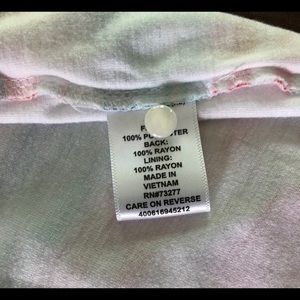 100% POLYESTER
BACK:
100% RAYON
LINING:
100% RAYON
MADE IN
VIETNAM
RN#73277
CARE ON REVERSE
400616945212